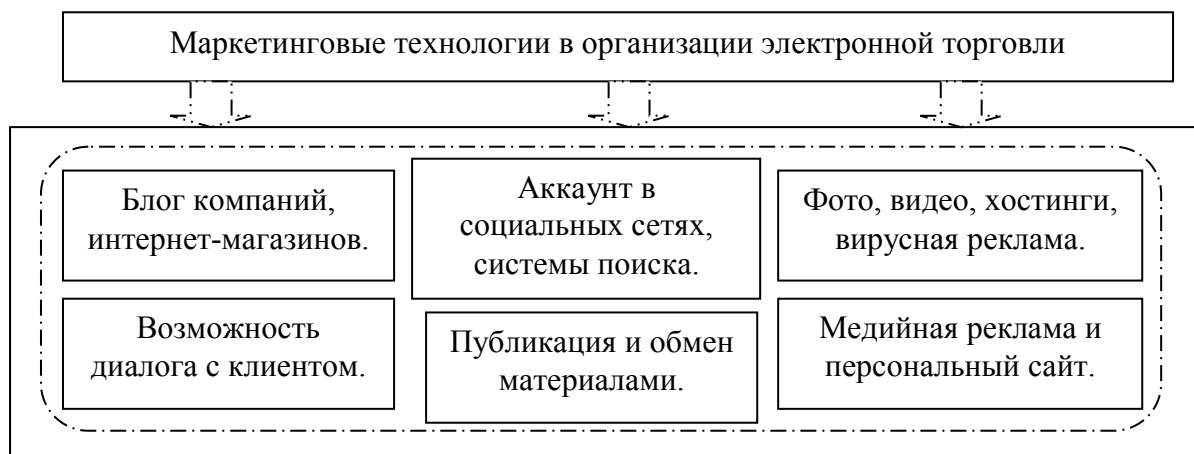 Маркетинговые технологии в организации электронной торговли
Блог компаний,
интернет-магазинов.
Аккаунт в
социальных сетях,
системы поиска.
Фото, видео, хостинги,
вирусная реклама.
Возможность
диалога с клиентом.
Публикация и обмен
материалами.
Медийная реклама и
персональный сайт.